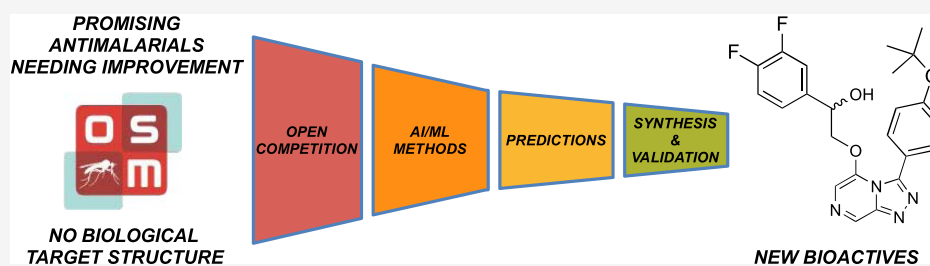 PROMISING
ANTIMALARIALS
NEEDING IMPROVEMENT
OS
m
NO BIOLOGICAL
TARGET STRUCTURE
OPEN
COMPETITION
AI/ML
METHODS
PREDICTIONS
SYNTHESIS
&
VALIDATION
F
F
OH
O
O
N
N
N
N
NEW BIOACTIVES